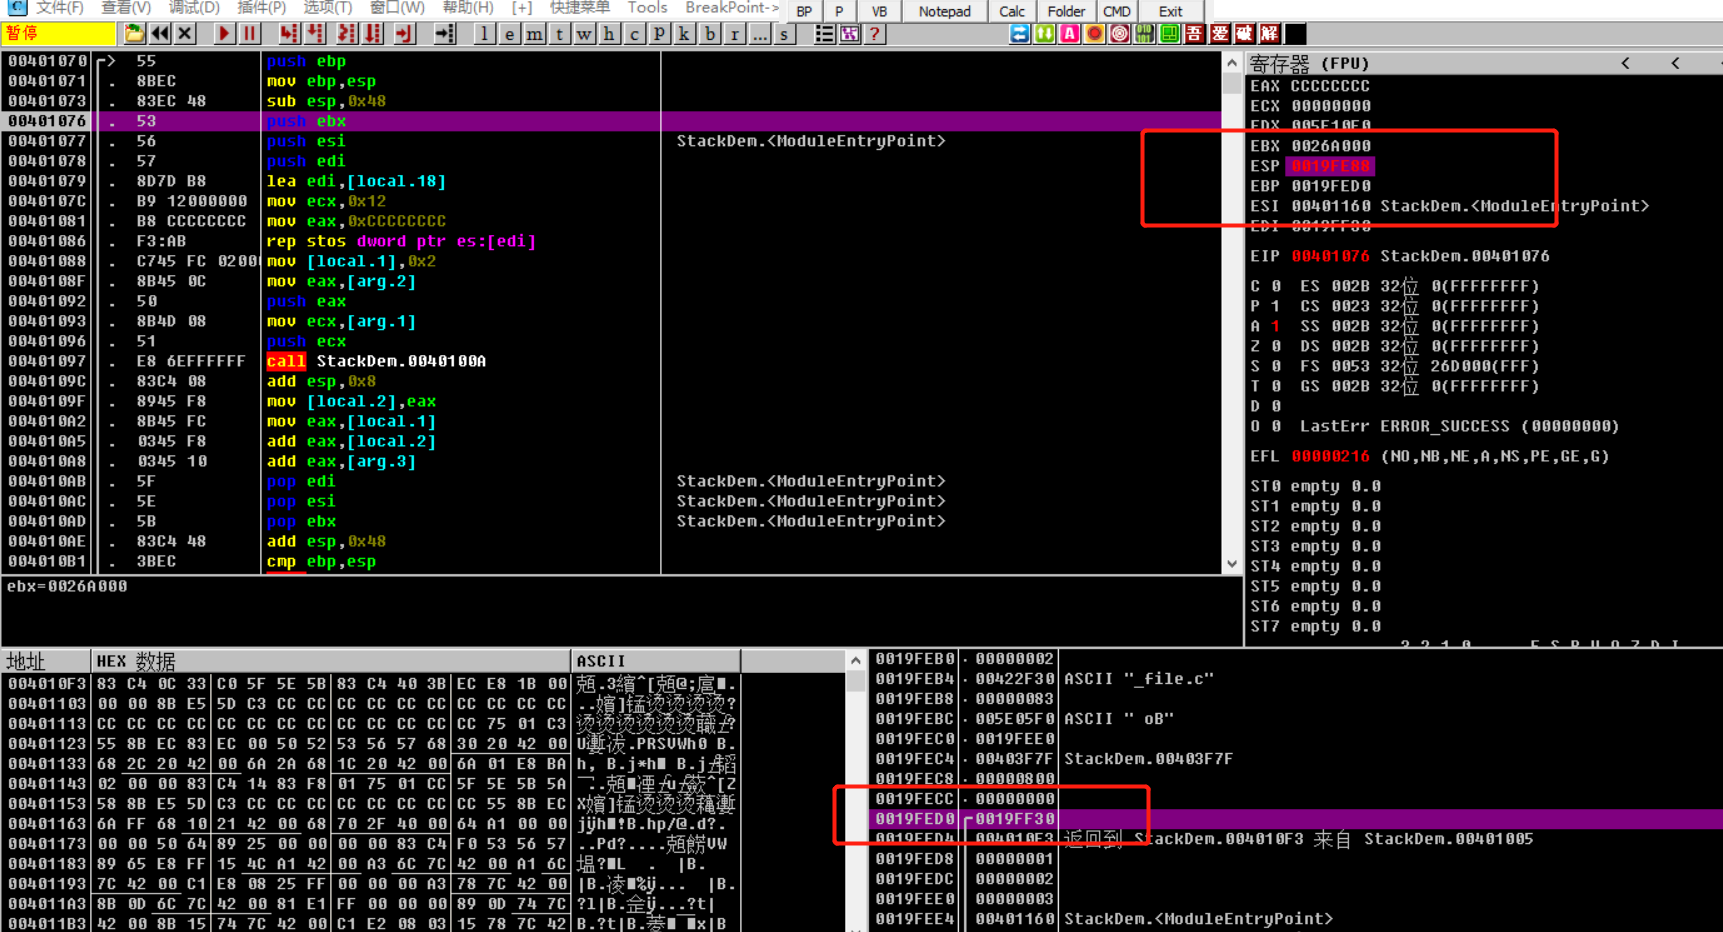 文件(F) 查看(V) 调试(D) 插件(P) 选项(T) 窗口(W) 帮助(H) [+] 快捷菜单 Tools BreakPoint-> BP P VB Notepad Calc Folder CMD Exit
暂停 l e m t w h c P k b r ... s ? 吾 爱 破 解
00401070 > 55 push ebp
00401071 . 8BEC mov ebp,esp
00401073 . 83EC 48 sub esp,0x48
00401076 . 53 push ebx
00401077 . 56 push esi StackDem.<ModuleEntryPoint>
00401078 . 57 push edi
00401079 . 8D7D B8 lea edi,[local.18]
0040107C . B9 12000000 mov ecx,0x12
00401081 . B8 CCCCCCCC mov eax,0xCCCCCCCC
00401086 . F3:AB rep stos dword ptr es:[edi]
00401088 . C745 FC 0200 mov [local.1],0x2
0040108F . 8B45 0C mov eax,[arg.2]
00401092 . 50 push eax
00401093 . 8B4D 08 mov ecx,[arg.1]
00401096 . 51 push ecx
00401097 . E8 6EFFFFFF call StackDem.0040100A
0040109C . 83C4 08 add esp,0x8
0040109F . 8945 F8 mov [local.2],eax
004010A2 . 8B45 FC mov eax,[local.1]
004010A5 . 0345 F8 add eax,[local.2]
004010A8 . 0345 10 add eax,[arg.3]
004010AB . 5F pop edi StackDem.<ModuleEntryPoint>
004010AC . 5E pop esi StackDem.<ModuleEntryPoint>
004010AD . 5B pop ebx StackDem.<ModuleEntryPoint>
004010AE . 83C4 48 add esp,0x48
004010B1 . 3BEC cmp ebp,esp
ebx=0026A000
寄存器 (FPU) < <
EAX CCCCCCCC
ECX 00000000
EDX 005E10E0
EBX 0026A000
ESP 0019FE88
EBP 0019FED0
ESI 00401160 StackDem.<ModuleEntryPoint>
EDI 0019FF30
EIP 00401076 StackDem.00401076
C 0 ES 002B 32位 0(FFFFFFFF)
P 1 CS 0023 32位 0(FFFFFFFF)
A 1 SS 002B 32位 0(FFFFFFFF)
Z 0 DS 002B 32位 0(FFFFFFFF)
S 0 FS 0053 32位 26D000(FFF)
T 0 GS 002B 32位 0(FFFFFFFF)
D 0
O 0 LastErr ERROR_SUCCESS (00000000)
EFL 00000216 (NO,NB,NE,A,NS,PE,GE,G)
ST0 empty 0.0
ST1 empty 0.0
ST2 empty 0.0
ST3 empty 0.0
ST4 empty 0.0
ST5 empty 0.0
ST6 empty 0.0
ST7 empty 0.0
3 2 1 0 E S P U O Z D I
地址 HEX 数据 ASCII
004010F3 83 C4 0C 33 C0 5F 5E 5B 83 C4 40 3B EC E8 1B 00
00401103 00 00 8B E5 5D C3 CC CC CC CC CC CC CC CC CC CC
00401113 CC CC CC CC CC CC CC CC CC CC CC CC CC 75 01 C3
00401123 55 8B EC 83 EC 00 50 52 53 56 57 68 30 20 42 00
00401133 68 2C 20 42 00 6A 2A 68 1C 20 42 00 6A 01 E8 BA
00401143 02 00 00 83 C4 14 83 F8 01 75 01 CC 5F 5E 5B 5A
00401153 58 8B E5 5D C3 CC CC CC CC CC CC CC CC 55 8B EC
00401163 6A FF 68 10 21 42 00 68 70 2F 40 00 64 A1 00 00
00401173 00 00 50 64 89 25 00 00 00 00 83 C4 F0 53 56 57
00401183 89 65 E8 FF 15 4C A1 42 00 A3 6C 7C 42 00 A1 6C
00401193 7C 42 00 C1 E8 08 25 FF 00 00 00 A3 78 7C 42 00
004011A3 8B 0D 6C 7C 42 00 81 E1 FF 00 00 00 89 0D 74 7C
004011B3 42 00 8B 15 74 7C 42 00 C1 E2 08 03 15 78 7C 42
0019FEB0 . 00000002
0019FEB4 . 00422F30 ASCII "_file.c"
0019FEB8 . 00000083
0019FEBC . 005E05F0 ASCII " oB"
0019FEC0 . 0019FEE0
0019FEC4 . 00403F7F StackDem.00403F7F
0019FEC8 . 00000800
0019FECC . 00000000
0019FED0 0019FF30
0019FED4 004010F3 返回到 StackDem.004010F3 来自 StackDem.00401005
0019FED8 00000001
0019FEDC 00000002
0019FEE0 00000003
0019FEE4 00401160 StackDem.<ModuleEntryPoint>